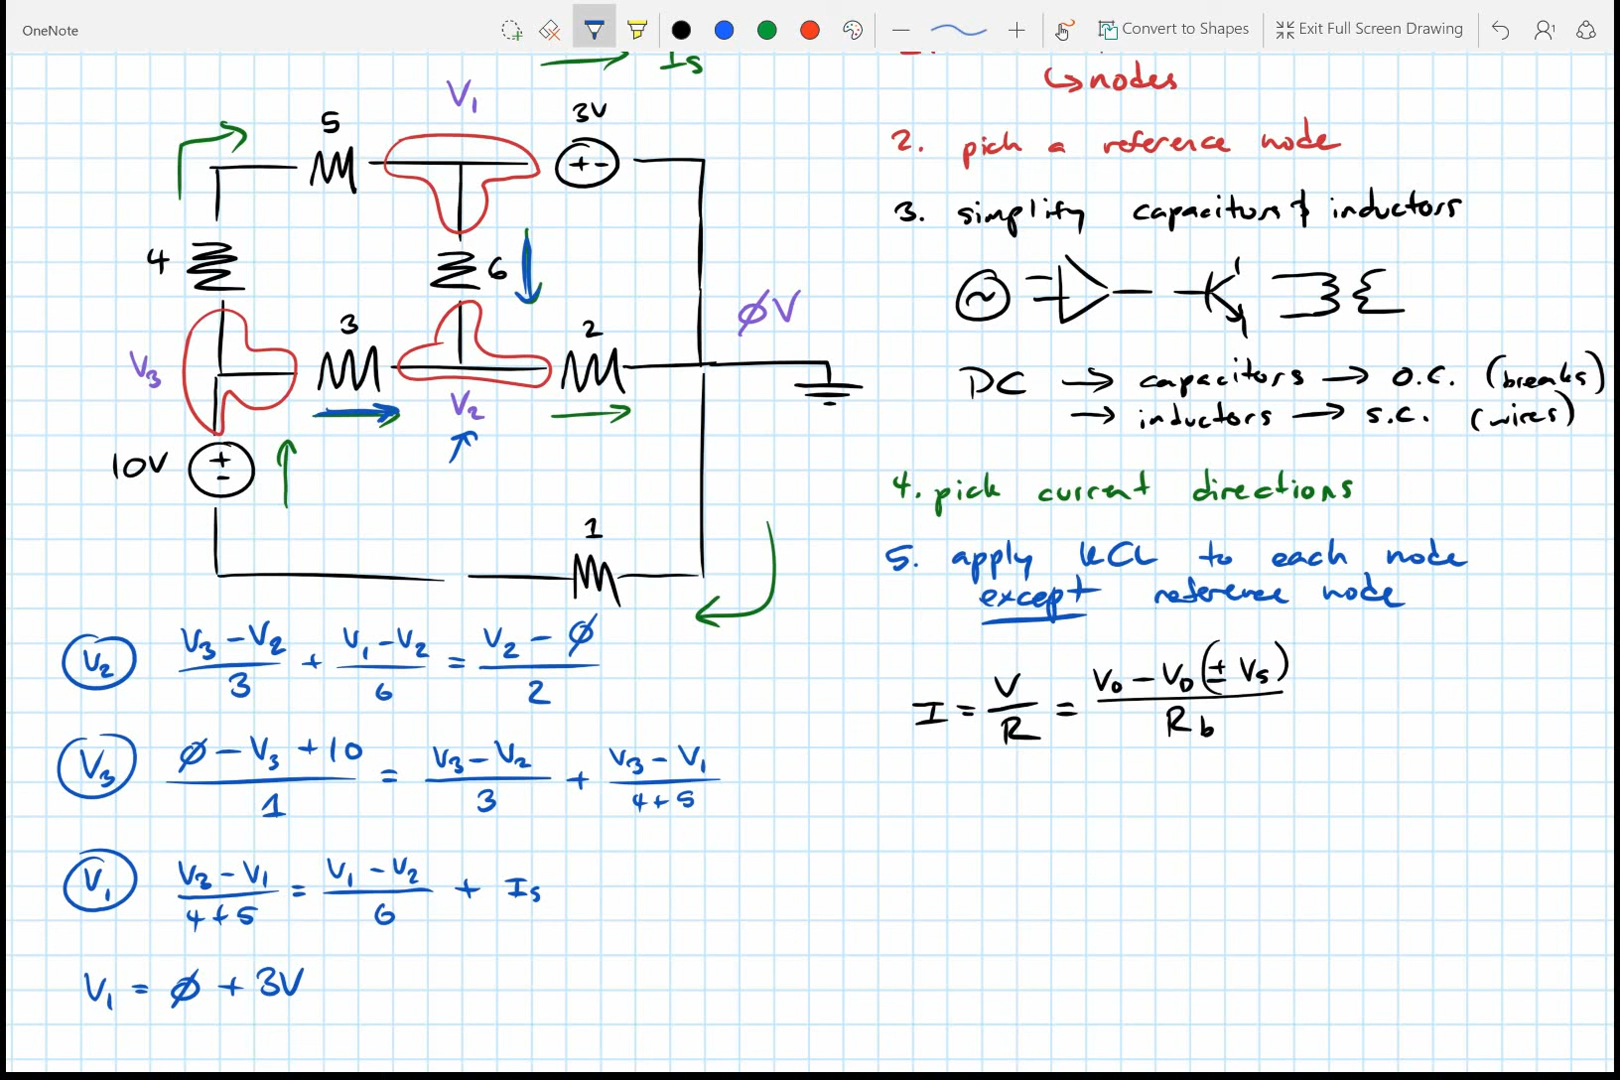 OneNote
Convert to Shapes
Exit Full Screen Drawing
Is
V₁
5
3V
4
6
3
2
ϕV
V₃
V₂
10V
+
-
+ -
1
↳ nodes
2. pick a reference node
3. simplify capacitors & inductors
DC → capacitors → O.C. (breaks)
→ inductors → S.C. (wires)
4. pick current directions
5. apply KCL to each node
except reference node
I = V/R = (V₀ - V₀ (± Vs))/Rb
V₂ (V₃ - V₂)/3 + (V₁ - V₂)/6 = (V₂ - ϕ)/2
V₃ (ϕ - V₃ + 10)/1 = (V₃ - V₂)/3 + (V₃ - V₁)/(4+5)
V₁ (V₃ - V₁)/(4+5) = (V₁ - V₂)/6 + Is
V₁ = ϕ + 3V